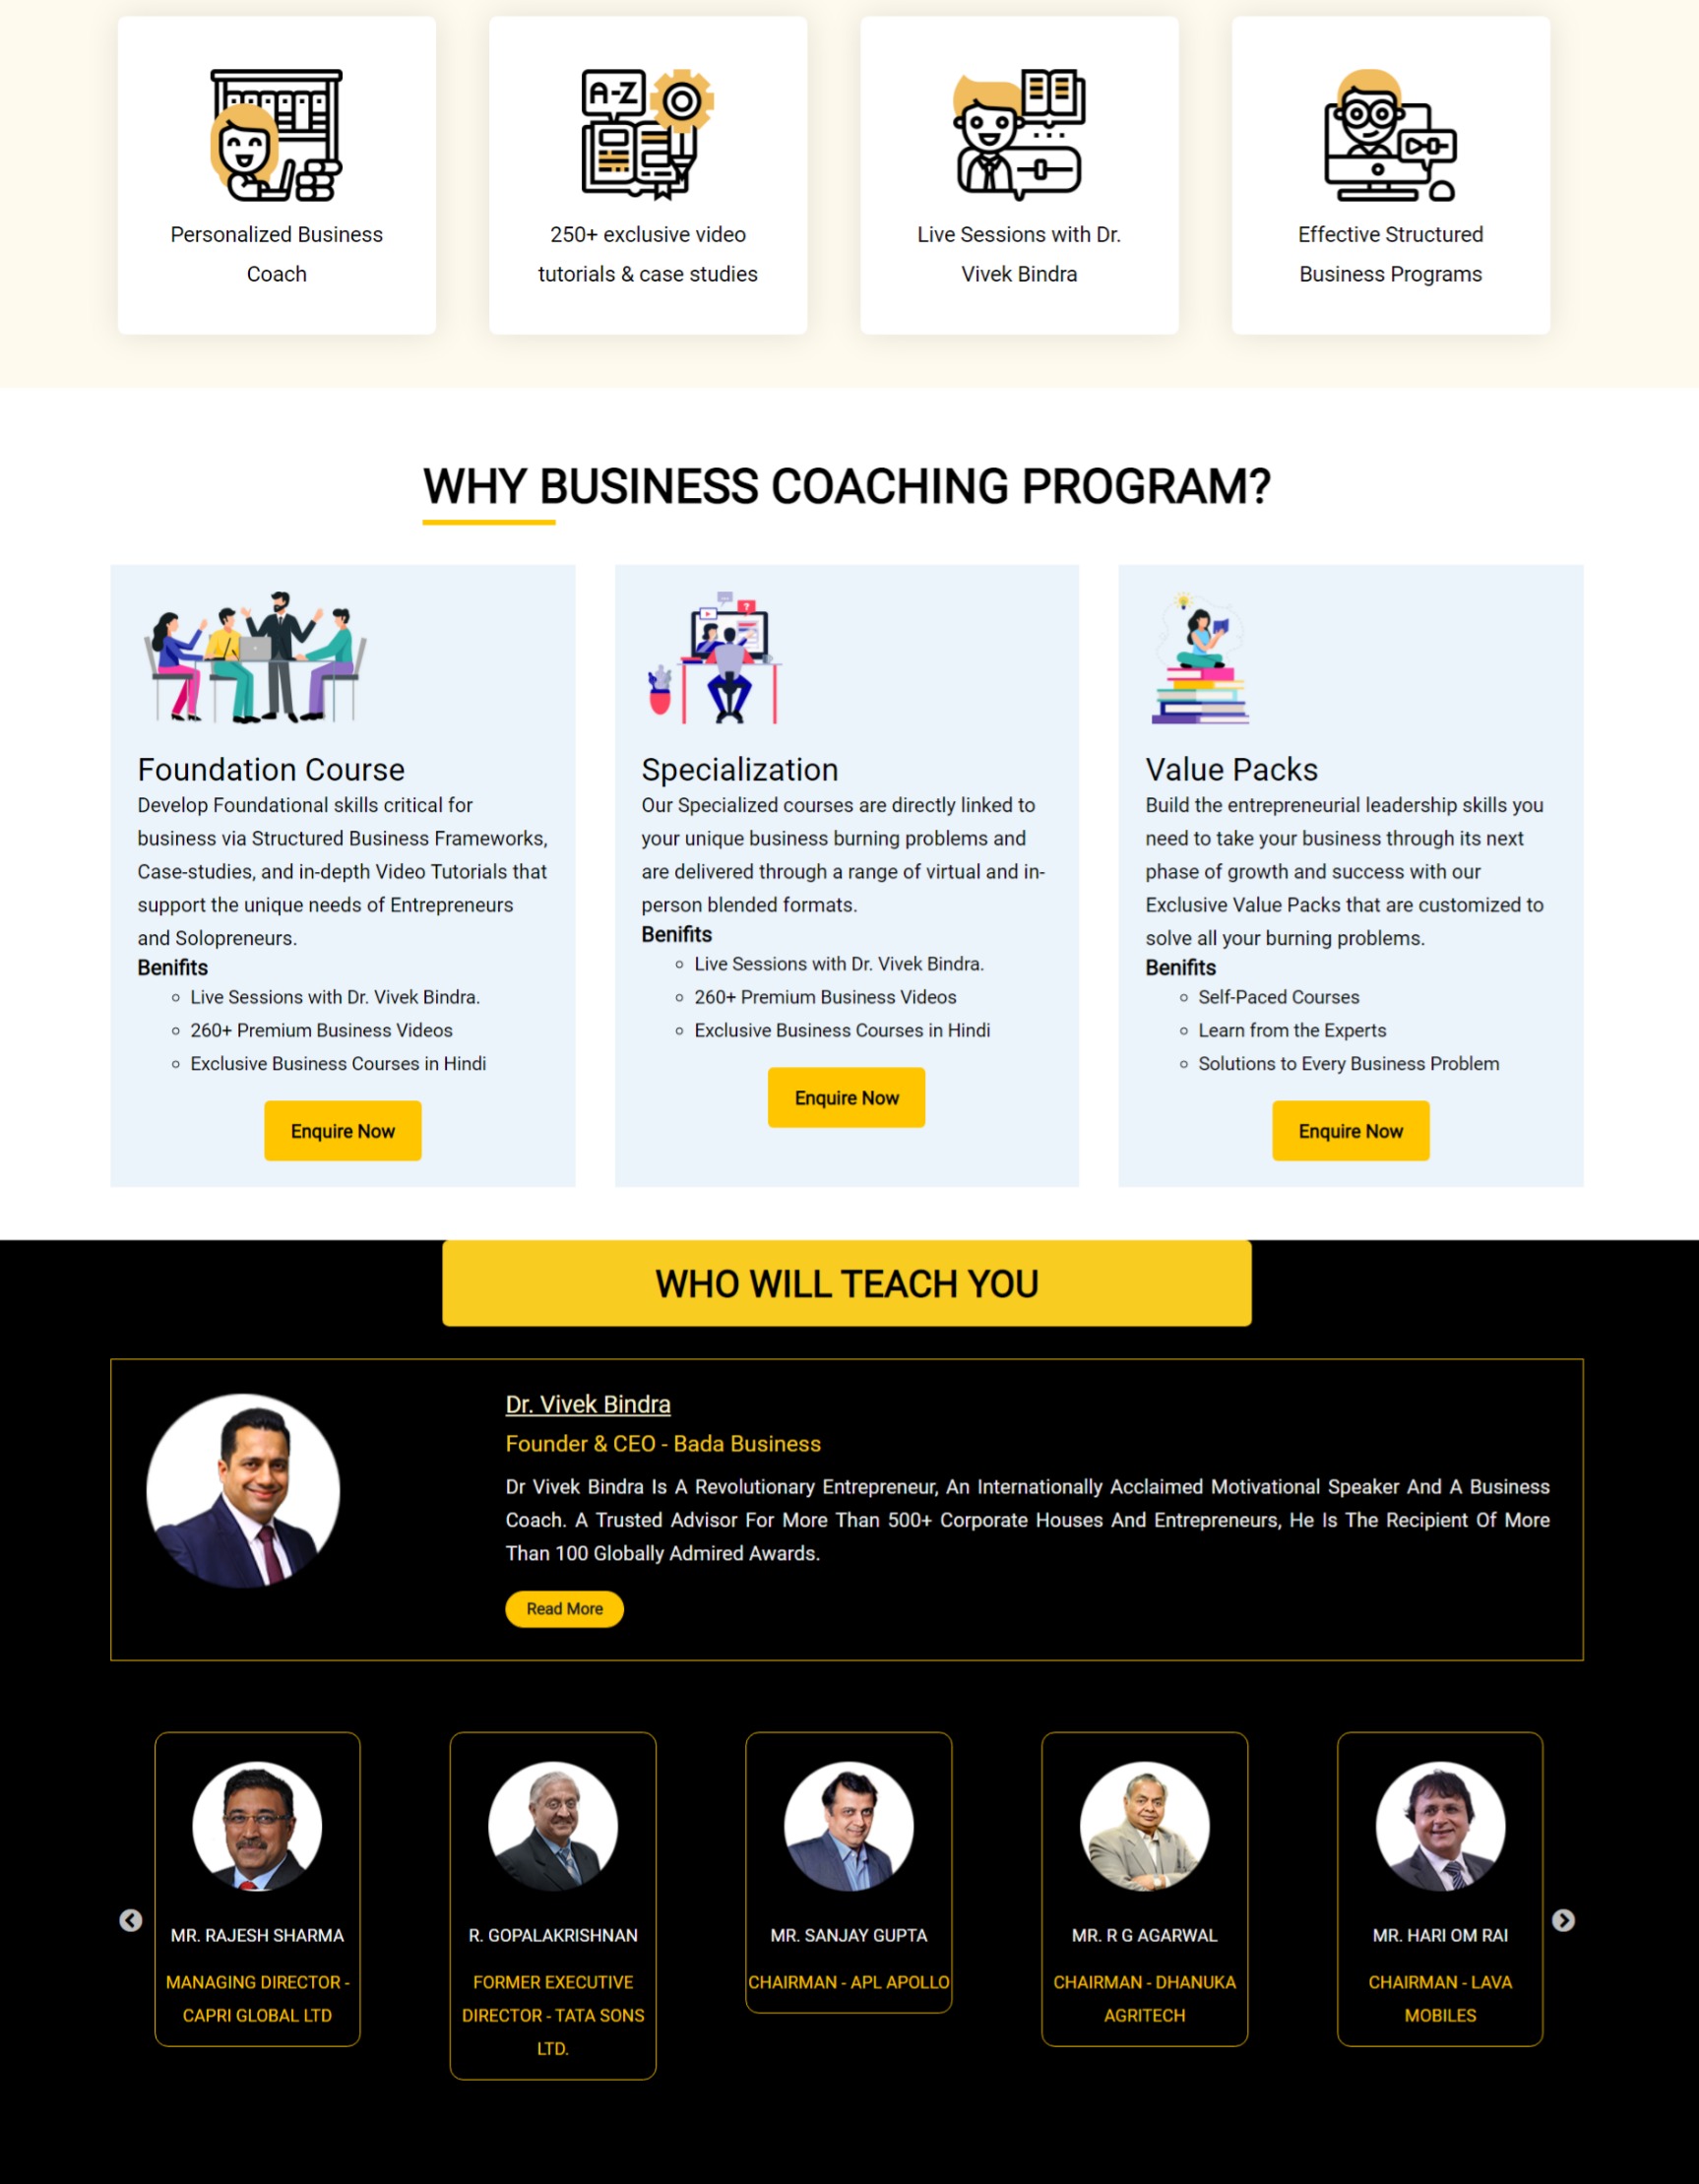 A-Z
Personalized Business
Coach
250+ exclusive video
tutorials & case studies
Live Sessions with Dr.
Vivek Bindra
Effective Structured
Business Programs
WHY BUSINESS COACHING PROGRAM?
Foundation Course
Develop Foundational skills critical for
business via Structured Business Frameworks,
Case-studies, and in-depth Video Tutorials that
support the unique needs of Entrepreneurs
and Solopreneurs.
Benifits
Live Sessions with Dr. Vivek Bindra.
260+ Premium Business Videos
Exclusive Business Courses in Hindi
Enquire Now
?
Specialization
Our Specialized courses are directly linked to
your unique business burning problems and
are delivered through a range of virtual and in-
person blended formats.
Benifits
Live Sessions with Dr. Vivek Bindra.
260+ Premium Business Videos
Exclusive Business Courses in Hindi
Enquire Now
Value Packs
Build the entrepreneurial leadership skills you
need to take your business through its next
phase of growth and success with our
Exclusive Value Packs that are customized to
solve all your burning problems.
Benifits
Self-Paced Courses
Learn from the Experts
Solutions to Every Business Problem
Enquire Now
WHO WILL TEACH YOU
Dr. Vivek Bindra
Founder & CEO - Bada Business
Dr Vivek Bindra Is A Revolutionary Entrepreneur, An Internationally Acclaimed Motivational Speaker And A Business
Coach. A Trusted Advisor For More Than 500+ Corporate Houses And Entrepreneurs, He Is The Recipient Of More
Than 100 Globally Admired Awards.
Read More
MR. RAJESH SHARMA
MANAGING DIRECTOR -
CAPRI GLOBAL LTD
R. GOPALAKRISHNAN
FORMER EXECUTIVE
DIRECTOR - TATA SONS
LTD.
MR. SANJAY GUPTA
CHAIRMAN - APL APOLLO
MR. R G AGARWAL
CHAIRMAN - DHANUKA
AGRITECH
MR. HARI OM RAI
CHAIRMAN - LAVA
MOBILES